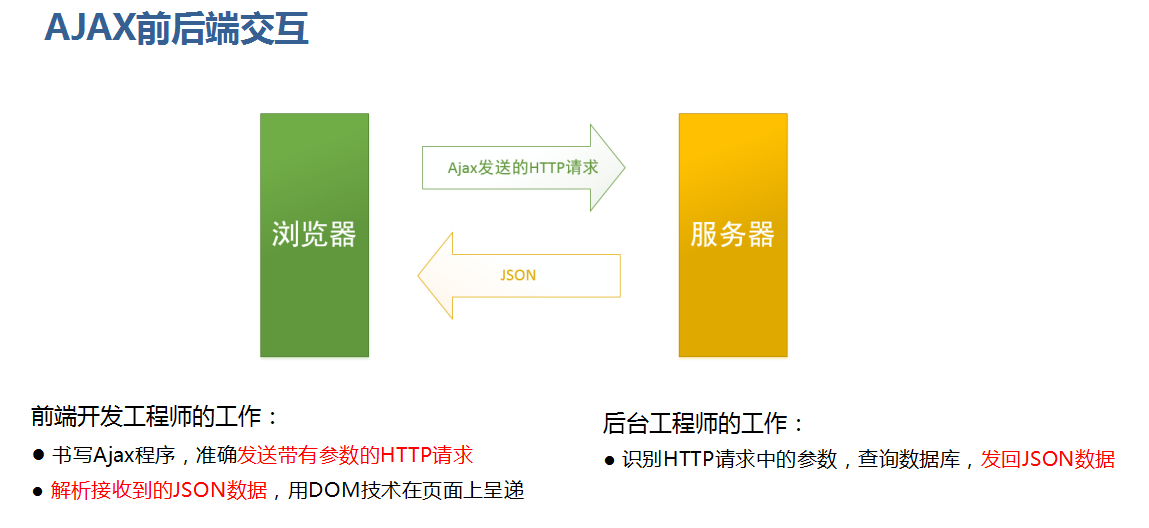 AJAX前后端交互
浏览器
Ajax发送的HTTP请求
JSON
服务器
前端开发工程师的工作：
● 书写Ajax程序，准确发送带有参数的HTTP请求
● 解析接收到的JSON数据，用DOM技术在页面上呈递
后台工程师的工作：
● 识别HTTP请求中的参数，查询数据库，发回JSON数据